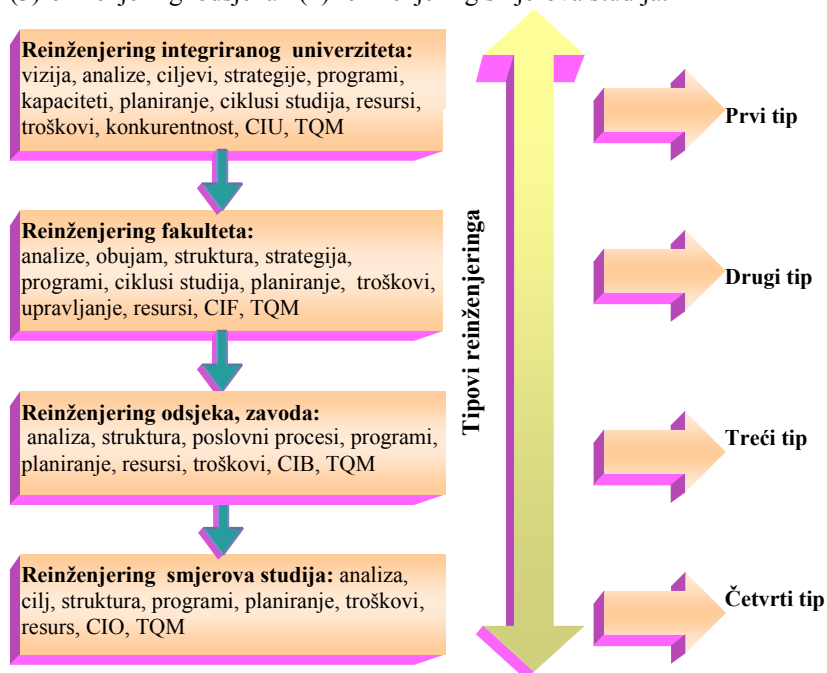 Reinženjering integriranog univerziteta:
vizija, analize, ciljevi, strategije, programi,
kapaciteti, planiranje, ciklusi studija, resursi,
troškovi, konkurentnost, CIU, TQM
Prvi tip
Reinženjering fakulteta:
analize, obujam, struktura, strategija,
programi, ciklusi studija, planiranje, troškovi,
upravljanje, resursi, CIF, TQM
Drugi tip
Tipovi reinženjeringa
Reinženjering odsjeka, zavoda:
analiza, struktura, poslovni procesi, programi,
planiranje, resursi, troškovi, CIB, TQM
Treći tip
Reinženjering smjerova studija: analiza,
cilj, struktura, programi, planiranje, troškovi,
resurs, CIO, TQM
Četvrti tip